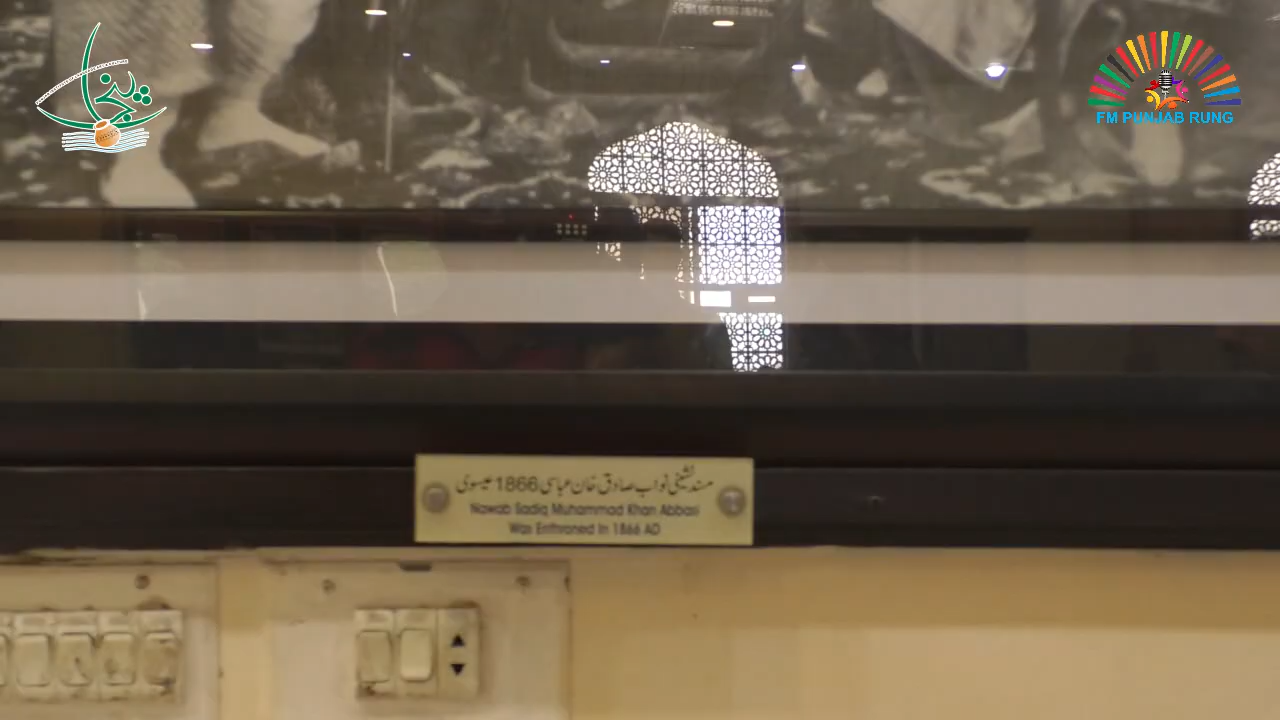 پنجاب
FM PUNJAB RUNG
مسند نشینی نواب صادق خان عباسی 1866 عیسوی
Nawab Sadiq Muhammad Khan Abbasi
Was Enthroned In 1866 AD